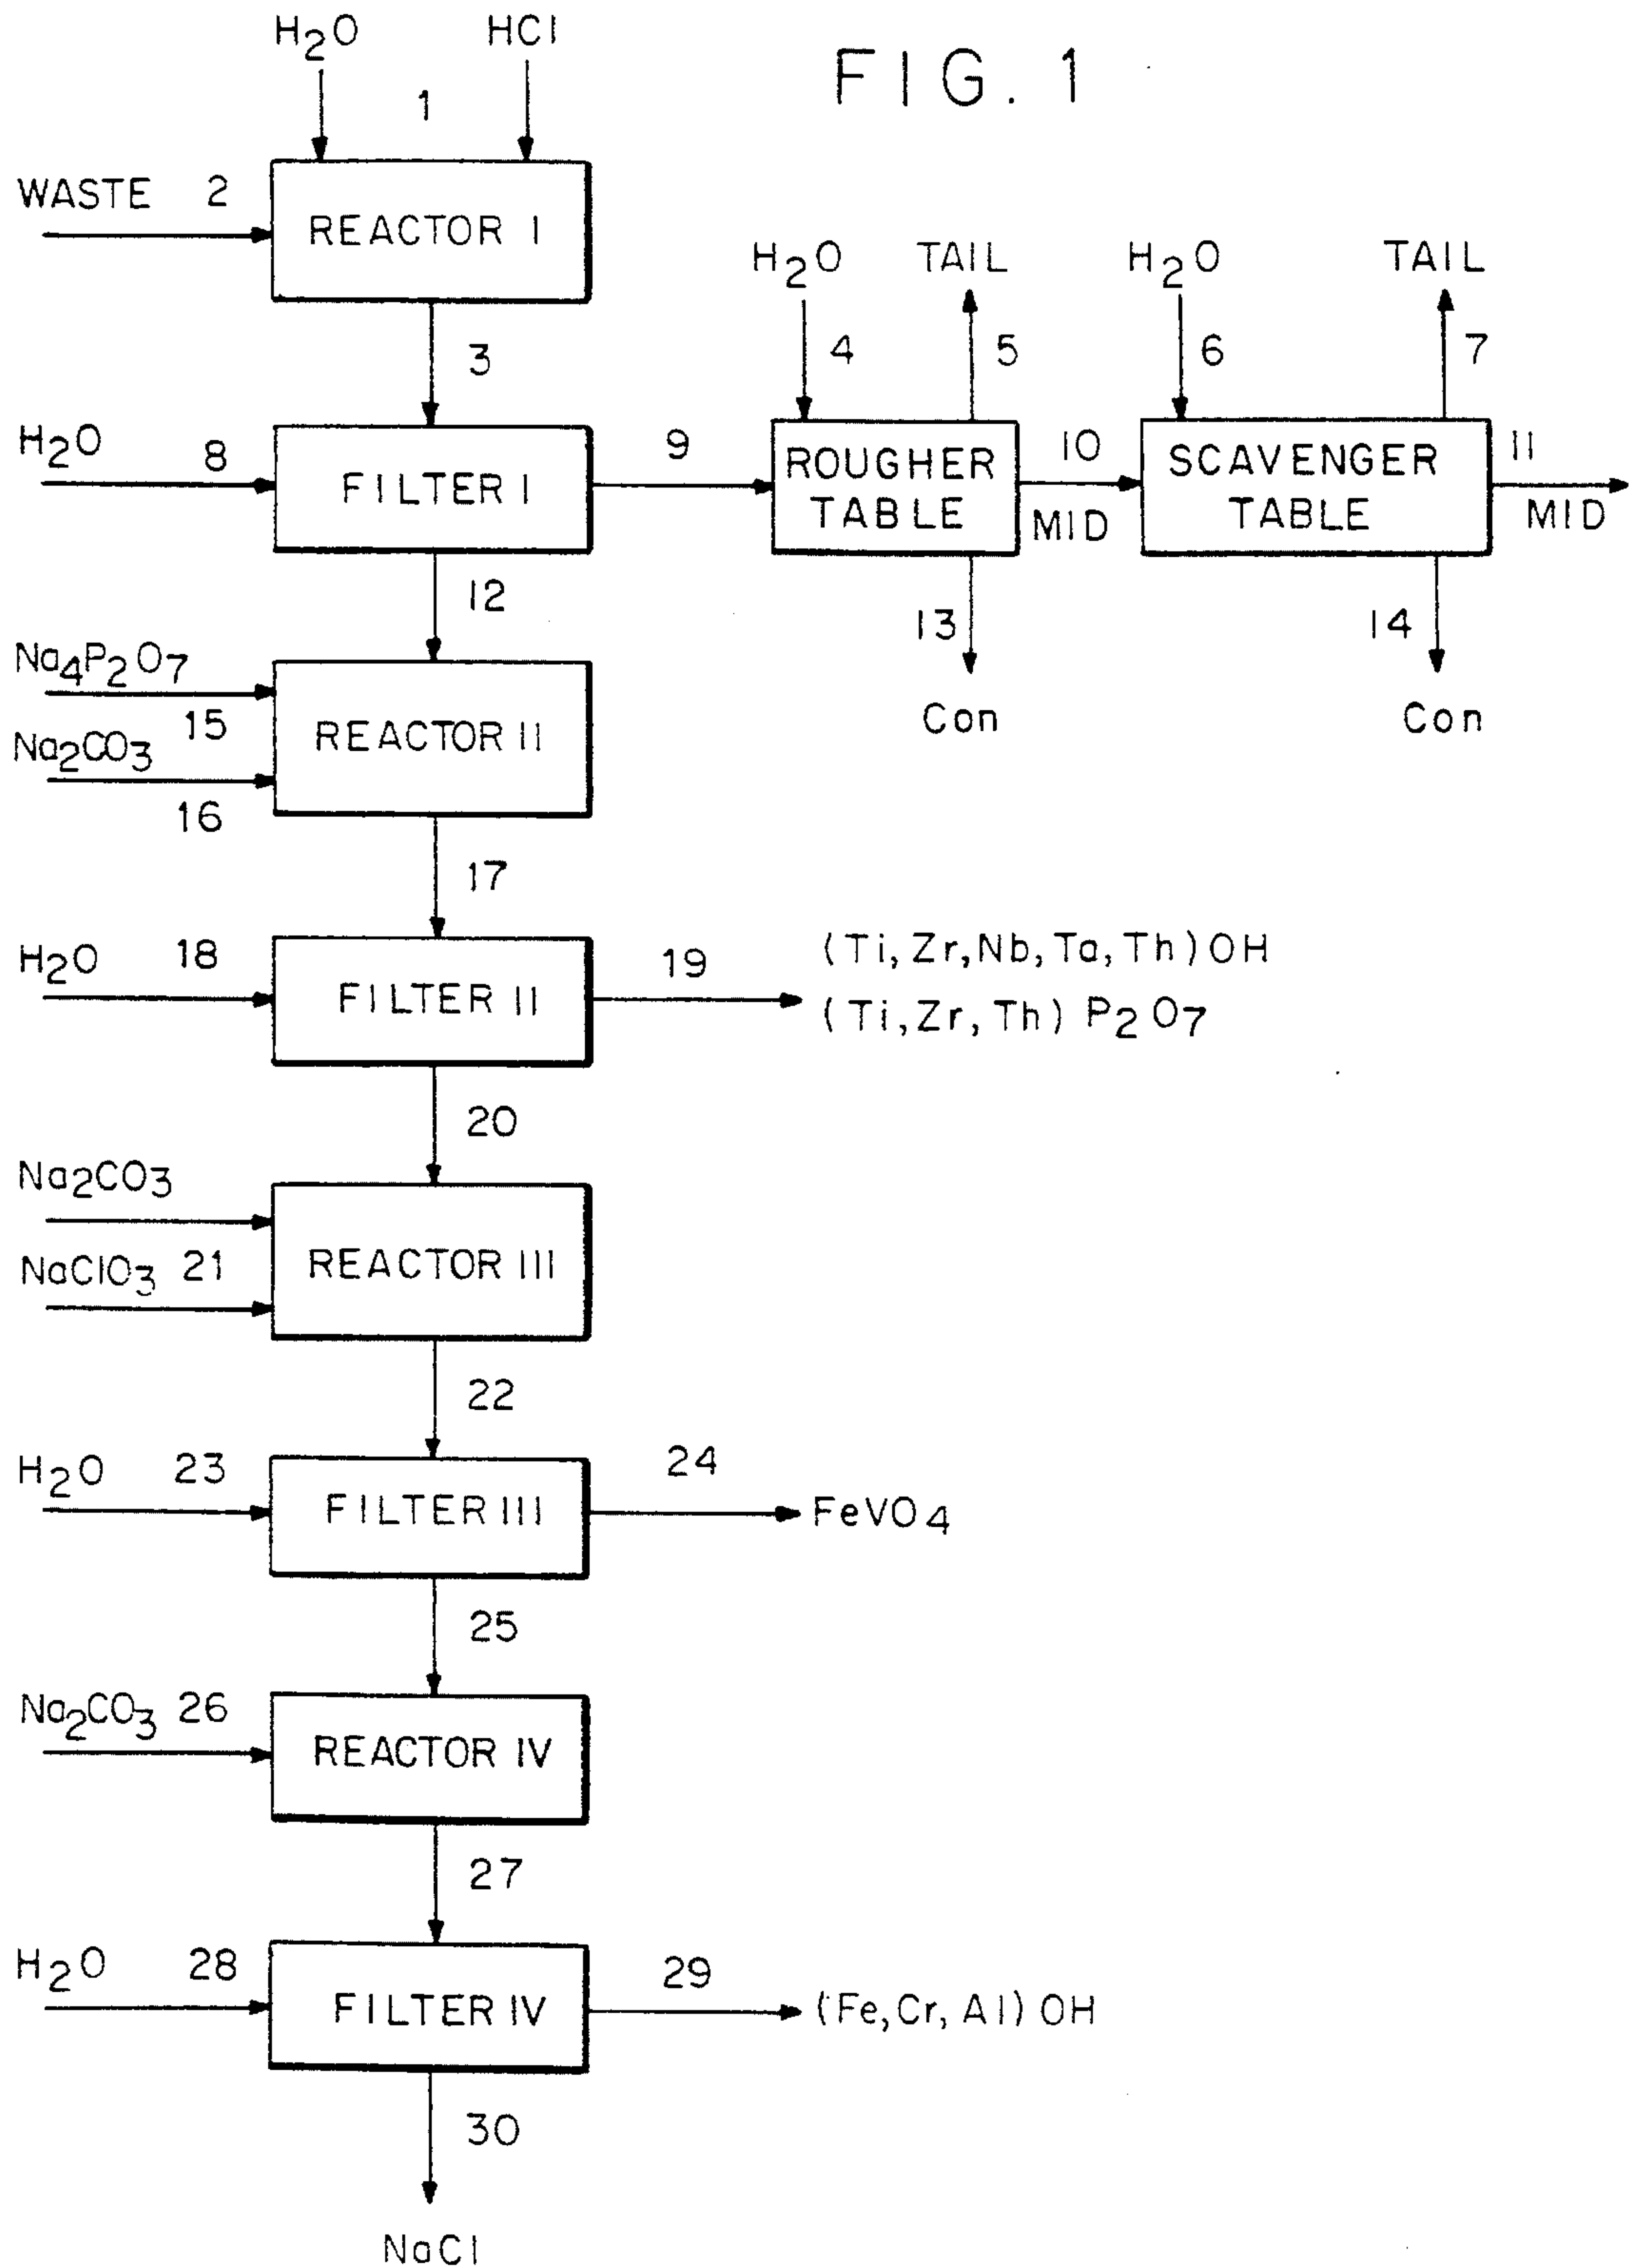 FIG. 1
H2O
HCl
1
WASTE 2
REACTOR I
3
H2O
TAIL
H2O
TAIL
4
5
6
7
H2O 8
FILTER I
9
ROUGHER
TABLE
10
MID
SCAVENGER
TABLE
11
MID
12
13
14
Con
Con
Na4P2O7
15
Na2CO3
16
REACTOR II
17
H2O 18
FILTER II
19
(Ti,Zr,Nb,Ta,Th)OH
(Ti,Zr,Th) P2O7
20
Na2CO3
NaClO3 21
REACTOR III
22
H2O 23
FILTER III
24
FeVO4
25
Na2CO3 26
REACTOR IV
27
H2O 28
FILTER IV
29
(Fe,Cr,Al)OH
30
NaCl